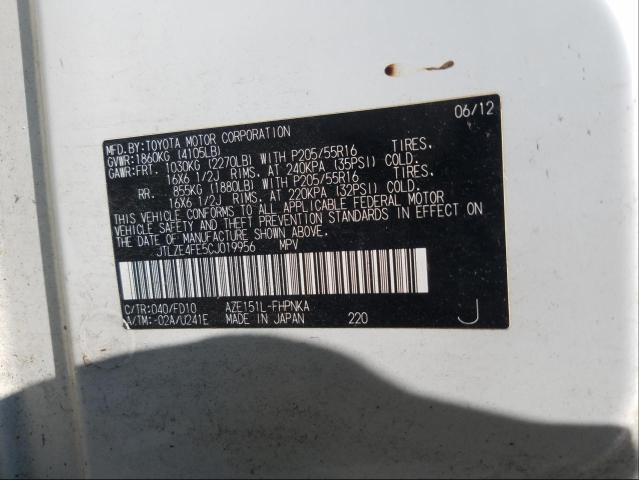 06/12
MFD.BY:TOYOTA MOTOR CORPORATION
GVWR:1860KG (4105LB)
GAWR:FRT. 1030KG (2270LB) WITH P205/55R16 TIRES.
16X6 1/2J RIMS, AT 240KPA (35PSI) COLD.
RR. 855KG (1880LB) WITH P205/55R16 TIRES.
16X6 1/2J RIMS, AT 220KPA (32PSI) COLD.
THIS VEHICLE CONFORMS TO ALL APPLICABLE FEDERAL MOTOR
VEHICLE SAFETY AND THEFT PREVENTION STANDARDS IN EFFECT ON
THE DATE OF MANUFACTURE SHOWN ABOVE.
JTLZE4FE5CJ019956 MPV
C/TR:040/FD10 AZE151L-FHPNKA
A/TM:-02A/U241E MADE IN JAPAN 220 J